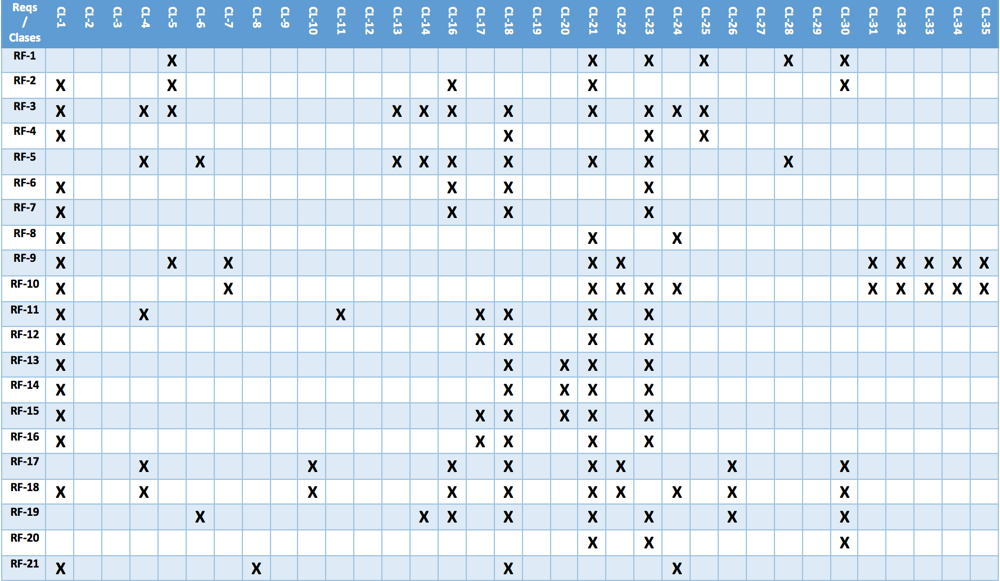 Reqs / Clases CL-1 CL-2 CL-3 CL-4 CL-5 CL-6 CL-7 CL-8 CL-9 CL-10 CL-11 CL-12 CL-13 CL-14 CL-16 CL-17 CL-18 CL-19 CL-20 CL-21 CL-22 CL-23 CL-24 CL-25 CL-26 CL-27 CL-28 CL-29 CL-30 CL-31 CL-32 CL-33 CL-34 CL-35
RF-1 X X X X X X
RF-2 X X X X X
RF-3 X X X X X X X X X X X
RF-4 X X X X
RF-5 X X X X X X X X X
RF-6 X X X X
RF-7 X X X X
RF-8 X X X
RF-9 X X X X X X X X X X
RF-10 X X X X X X X X X X X
RF-11 X X X X X X X
RF-12 X X X X X
RF-13 X X X X X
RF-14 X X X X X
RF-15 X X X X X X
RF-16 X X X X X
RF-17 X X X X X X X X
RF-18 X X X X X X X X X X
RF-19 X X X X X X X X
RF-20 X X X
RF-21 X X X X